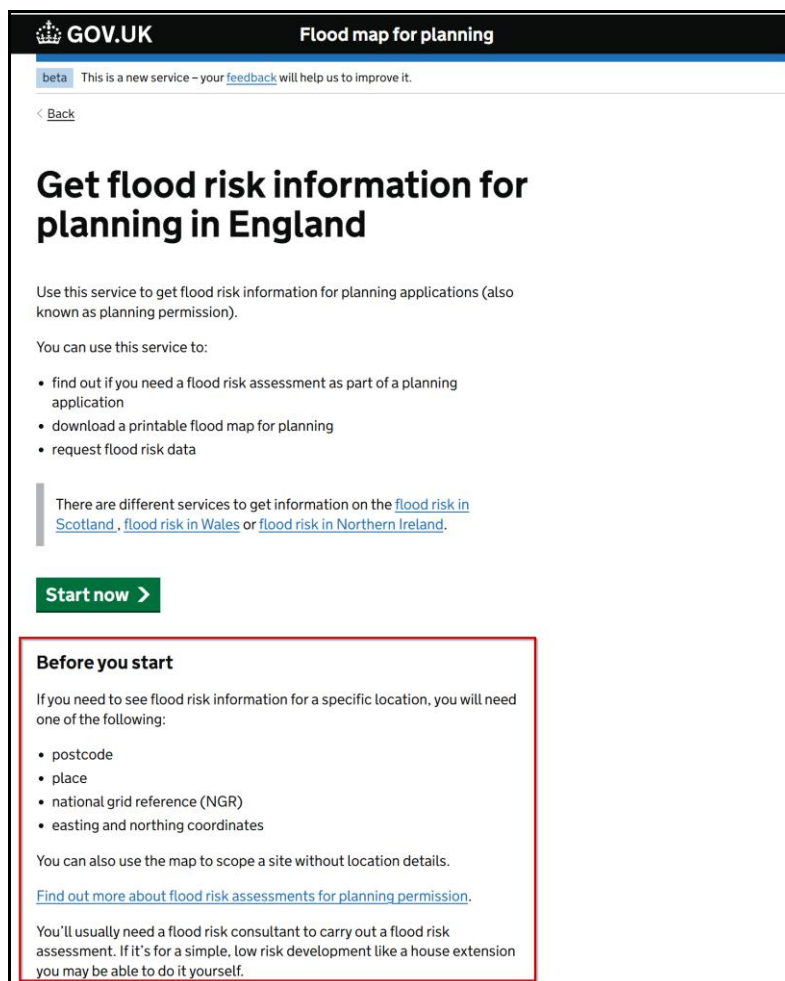 GOV.UK Flood map for planning
beta This is a new service – your feedback will help us to improve it.
< Back
Get flood risk information for
planning in England
Use this service to get flood risk information for planning applications (also
known as planning permission).
You can use this service to:
• find out if you need a flood risk assessment as part of a planning
application
• download a printable flood map for planning
• request flood risk data
There are different services to get information on the flood risk in
Scotland , flood risk in Wales or flood risk in Northern Ireland.
Start now >
Before you start
If you need to see flood risk information for a specific location, you will need
one of the following:
• postcode
• place
• national grid reference (NGR)
• easting and northing coordinates
You can also use the map to scope a site without location details.
Find out more about flood risk assessments for planning permission.
You’ll usually need a flood risk consultant to carry out a flood risk
assessment. If it’s for a simple, low risk development like a house extension
you may be able to do it yourself.